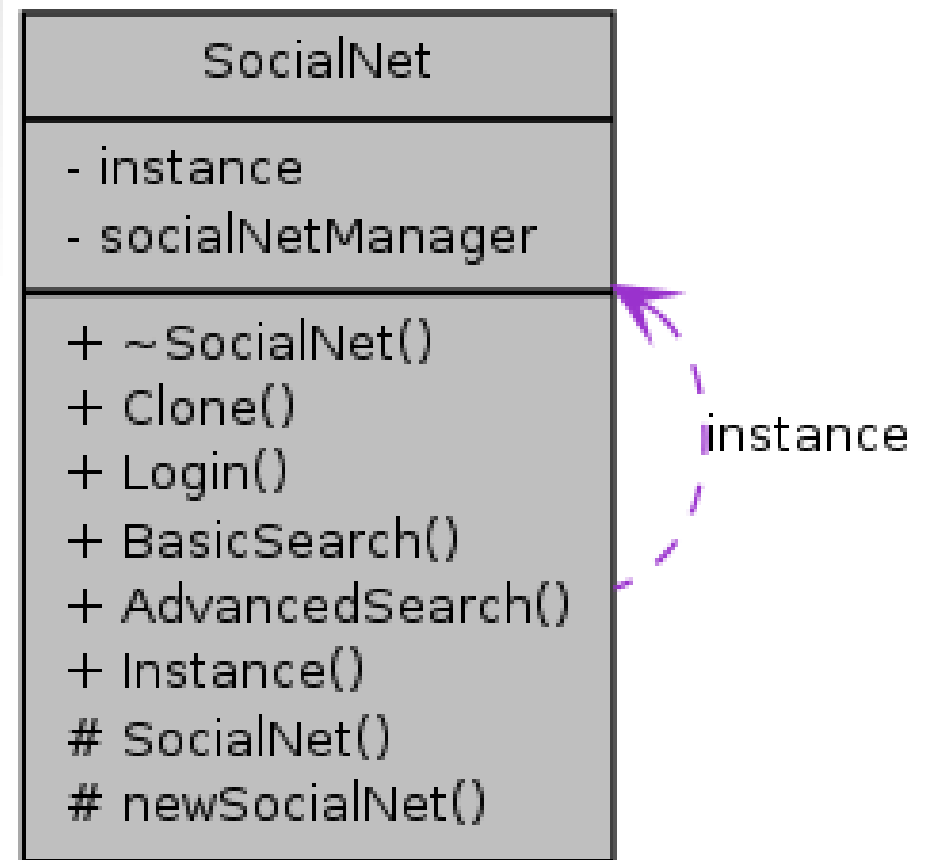 SocialNet
- instance
- socialNetManager
+ ~SocialNet()
+ Clone()
+ Login()
+ BasicSearch()
+ AdvancedSearch()
+ Instance()
# SocialNet()
# newSocialNet()
instance